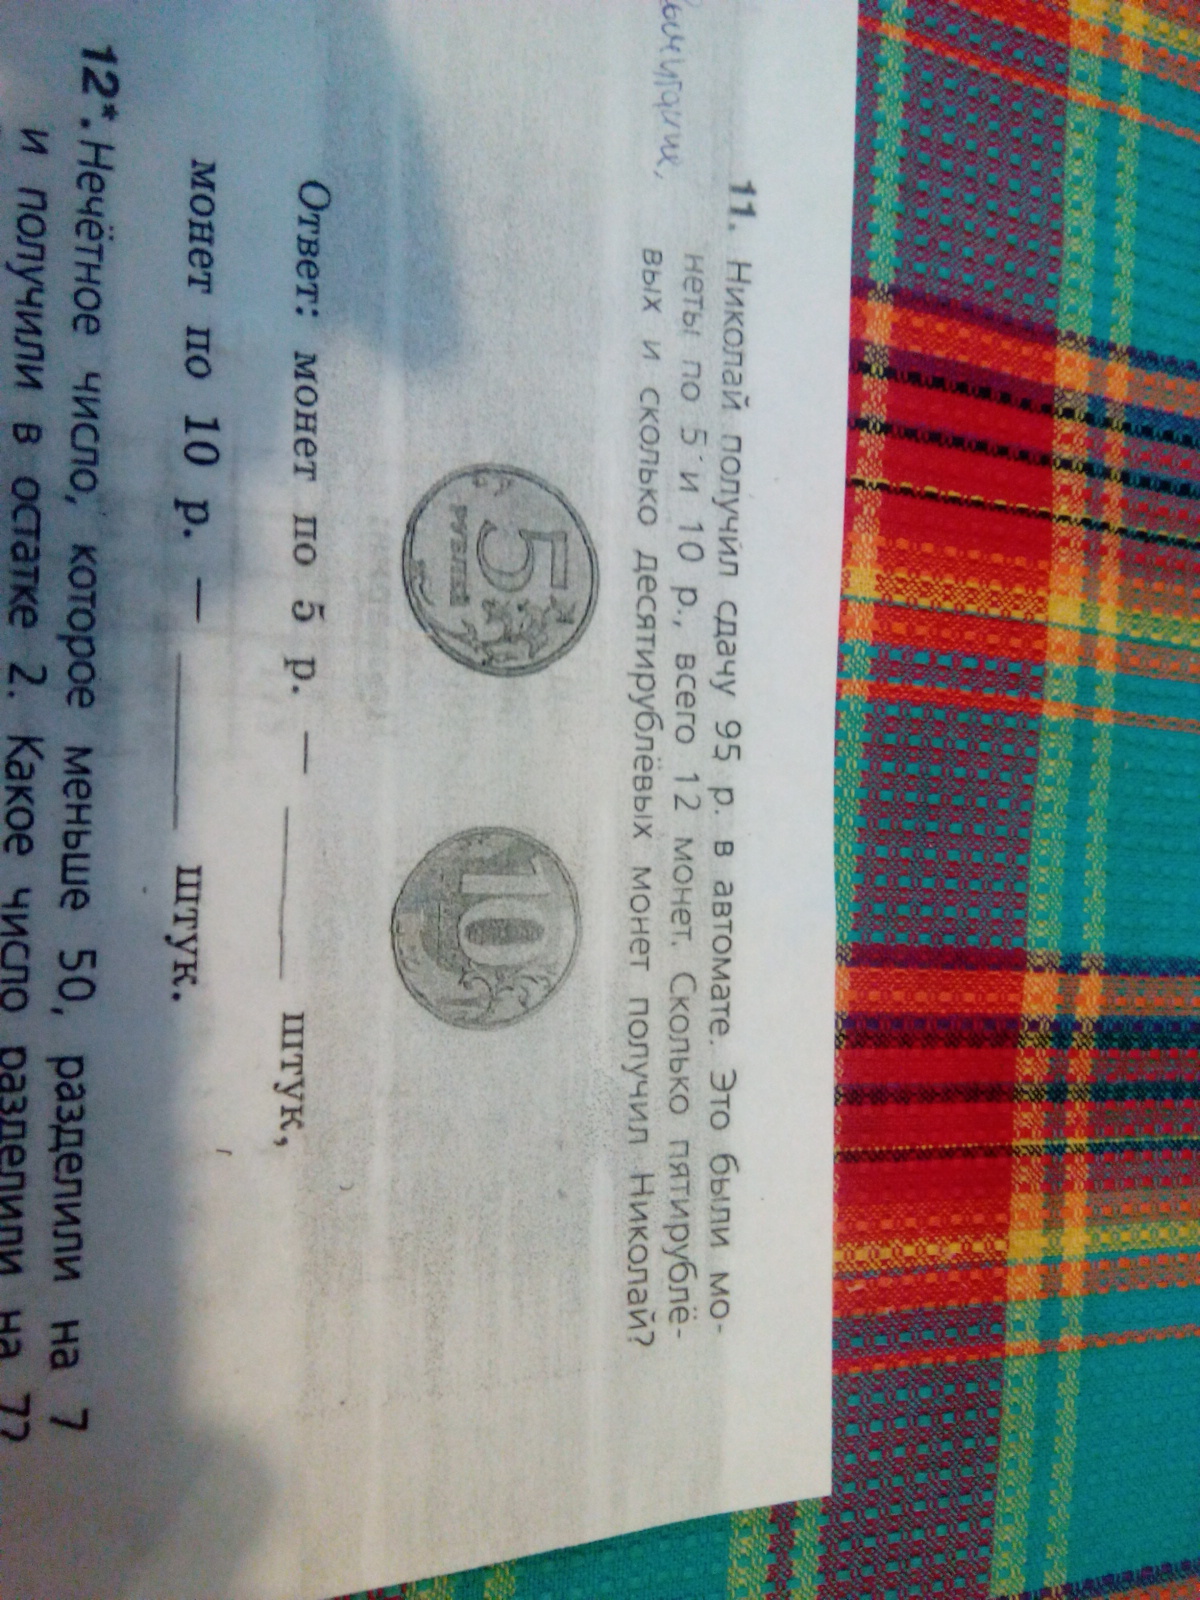 11. Николай получил сдачу 95 р. в автомате. Это были мо-
неты по 5 и 10 р., всего 12 монет. Сколько пятирублё-
вых и сколько десятирублёвых монет получил Николай?
5
РУБЛЕЙ
10
Ответ: монет по 5 р. — ______ штук,
монет по 10 р. — ______ штук.
12*. Нечётное число, которое меньше 50, разделили на 7
и получили в остатке 2. Какое число разделили на 7?